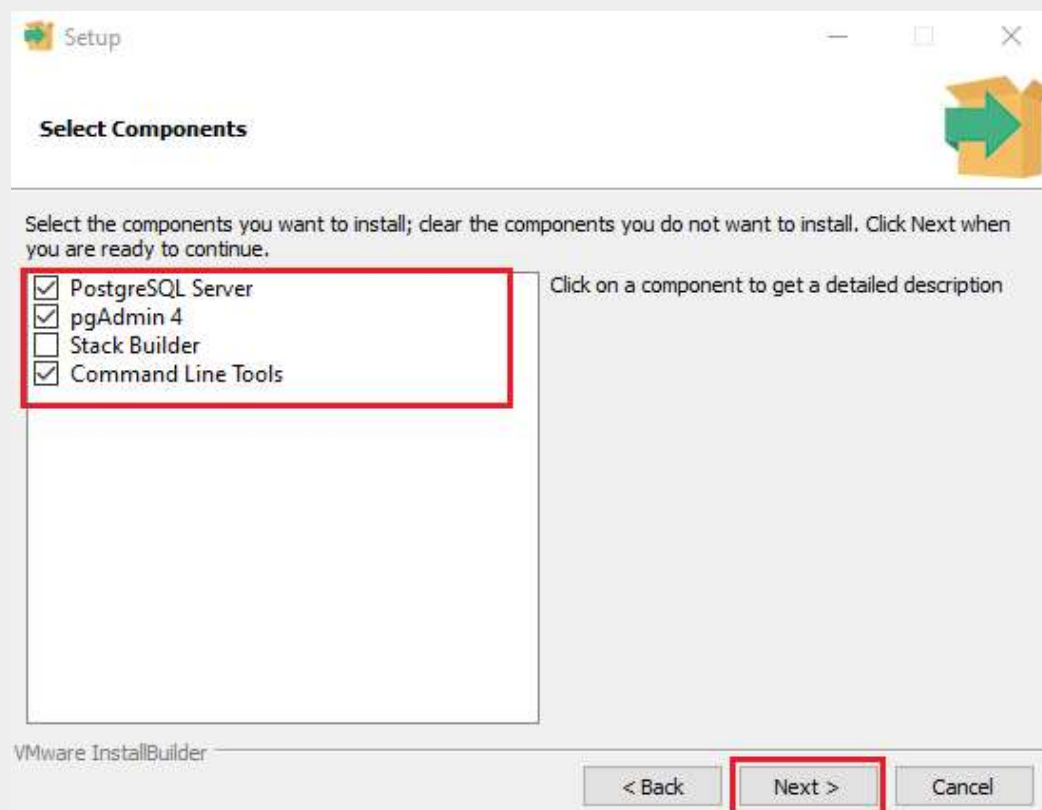 Setup
Select Components
Select the components you want to install; clear the components you do not want to install. Click Next when
you are ready to continue.
PostgreSQL Server
pgAdmin 4
Stack Builder
Command Line Tools
Click on a component to get a detailed description
VMware InstallBuilder
< Back
Next >
Cancel